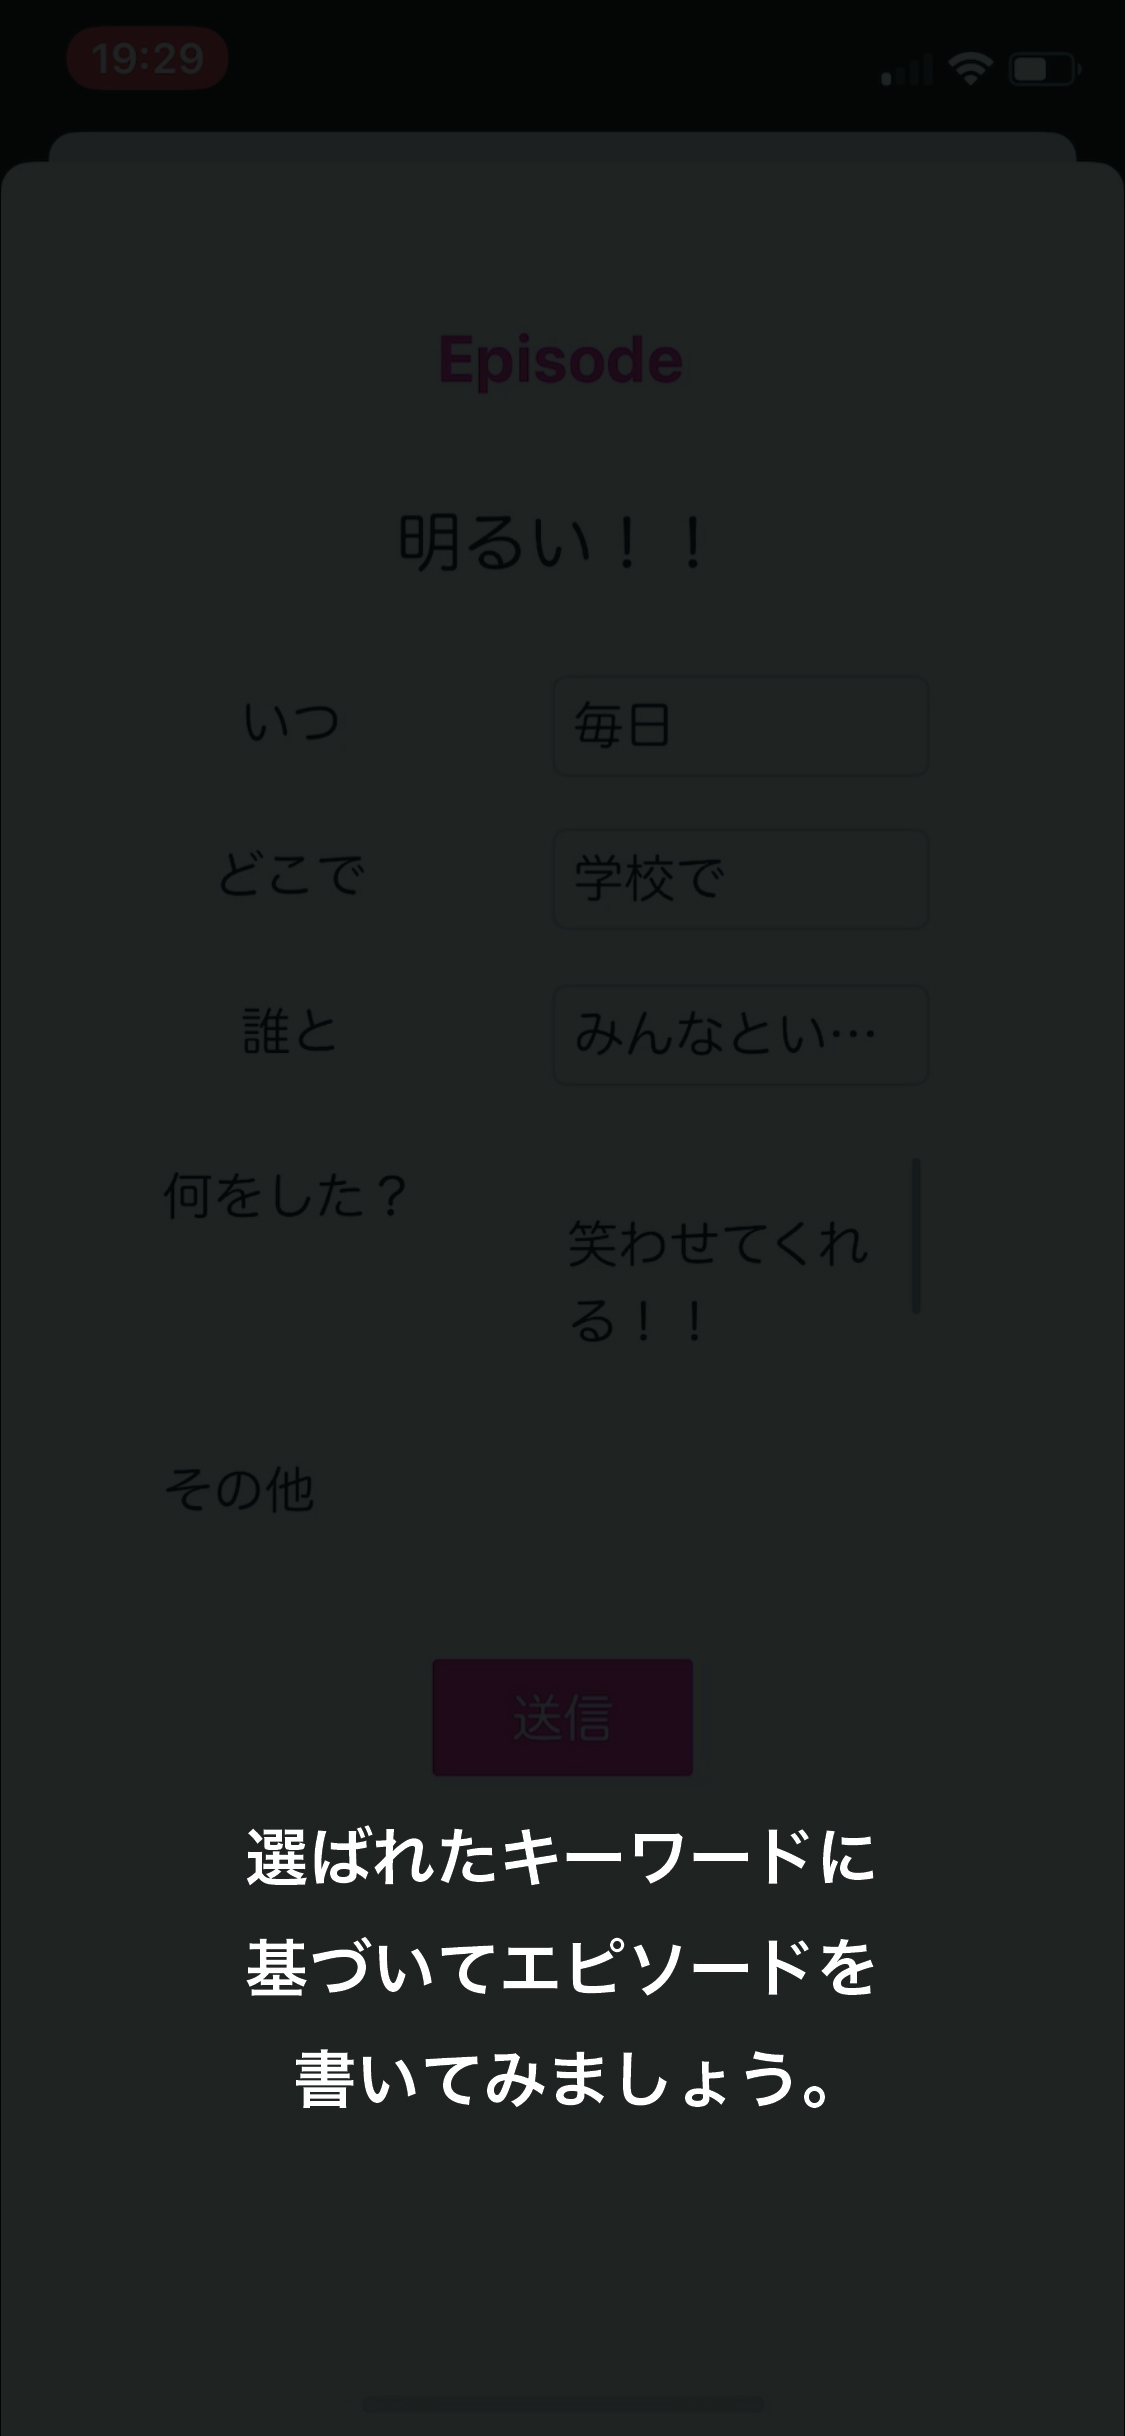 19:29
Episode
明るい！！
いつ
毎日
どこで
学校で
誰と
みんなとい…
何をした？
笑わせてくれ
る！！
その他
送信
選ばれたキーワードに
基づいてエピソードを
書いてみましょう。